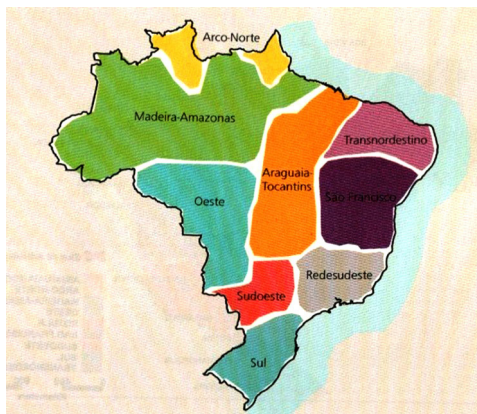 Arco-Norte
Madeira-Amazonas
Transnordestino
Araguaia-
Tocantins
Oeste
São Francisco
Redesudeste
Sudoeste
Sul